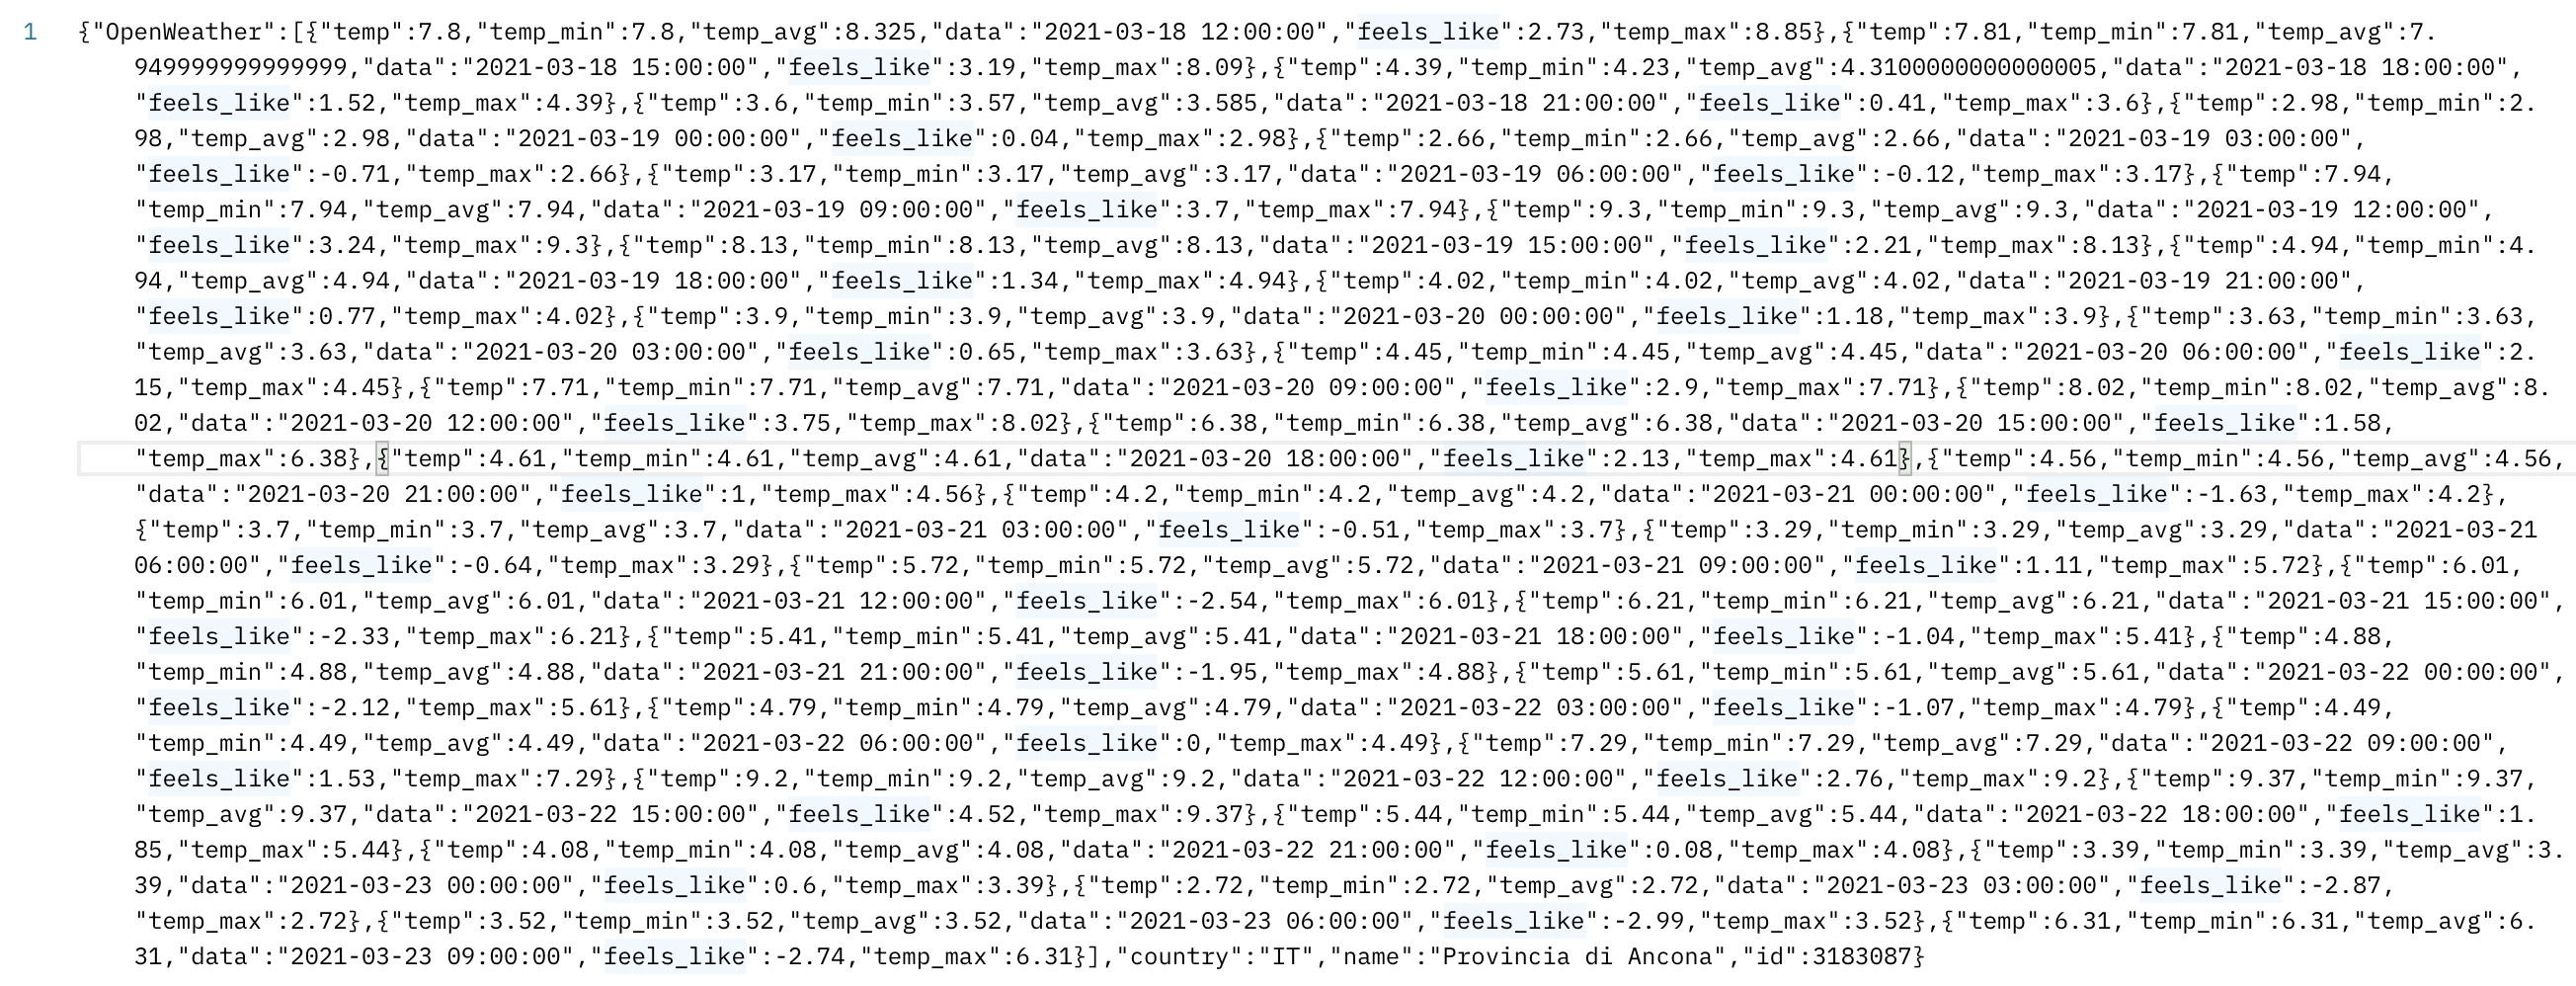 1 {"OpenWeather":[{"temp":7.8,"temp_min":7.8,"temp_avg":8.325,"data":"2021-03-18 12:00:00","feels_like":2.73,"temp_max":8.85},{"temp":7.81,"temp_min":7.81,"temp_avg":7.
949999999999999,"data":"2021-03-18 15:00:00","feels_like":3.19,"temp_max":8.09},{"temp":4.39,"temp_min":4.23,"temp_avg":4.3100000000000005,"data":"2021-03-18 18:00:00",
"feels_like":1.52,"temp_max":4.39},{"temp":3.6,"temp_min":3.57,"temp_avg":3.585,"data":"2021-03-18 21:00:00","feels_like":0.41,"temp_max":3.6},{"temp":2.98,"temp_min":2.
98,"temp_avg":2.98,"data":"2021-03-19 00:00:00","feels_like":0.04,"temp_max":2.98},{"temp":2.66,"temp_min":2.66,"temp_avg":2.66,"data":"2021-03-19 03:00:00",
"feels_like":-0.71,"temp_max":2.66},{"temp":3.17,"temp_min":3.17,"temp_avg":3.17,"data":"2021-03-19 06:00:00","feels_like":-0.12,"temp_max":3.17},{"temp":7.94,
"temp_min":7.94,"temp_avg":7.94,"data":"2021-03-19 09:00:00","feels_like":3.7,"temp_max":7.94},{"temp":9.3,"temp_min":9.3,"temp_avg":9.3,"data":"2021-03-19 12:00:00",
"feels_like":3.24,"temp_max":9.3},{"temp":8.13,"temp_min":8.13,"temp_avg":8.13,"data":"2021-03-19 15:00:00","feels_like":2.21,"temp_max":8.13},{"temp":4.94,"temp_min":4.
94,"temp_avg":4.94,"data":"2021-03-19 18:00:00","feels_like":1.34,"temp_max":4.94},{"temp":4.02,"temp_min":4.02,"temp_avg":4.02,"data":"2021-03-19 21:00:00",
"feels_like":0.77,"temp_max":4.02},{"temp":3.9,"temp_min":3.9,"temp_avg":3.9,"data":"2021-03-20 00:00:00","feels_like":1.18,"temp_max":3.9},{"temp":3.63,"temp_min":3.63,
"temp_avg":3.63,"data":"2021-03-20 03:00:00","feels_like":0.65,"temp_max":3.63},{"temp":4.45,"temp_min":4.45,"temp_avg":4.45,"data":"2021-03-20 06:00:00","feels_like":2.
15,"temp_max":4.45},{"temp":7.71,"temp_min":7.71,"temp_avg":7.71,"data":"2021-03-20 09:00:00","feels_like":2.9,"temp_max":7.71},{"temp":8.02,"temp_min":8.02,"temp_avg":8.
02,"data":"2021-03-20 12:00:00","feels_like":3.75,"temp_max":8.02},{"temp":6.38,"temp_min":6.38,"temp_avg":6.38,"data":"2021-03-20 15:00:00","feels_like":1.58,
"temp_max":6.38},{"temp":4.61,"temp_min":4.61,"temp_avg":4.61,"data":"2021-03-20 18:00:00","feels_like":2.13,"temp_max":4.61},{"temp":4.56,"temp_min":4.56,"temp_avg":4.56,
"data":"2021-03-20 21:00:00","feels_like":1,"temp_max":4.56},{"temp":4.2,"temp_min":4.2,"temp_avg":4.2,"data":"2021-03-21 00:00:00","feels_like":-1.63,"temp_max":4.2},
{"temp":3.7,"temp_min":3.7,"temp_avg":3.7,"data":"2021-03-21 03:00:00","feels_like":-0.51,"temp_max":3.7},{"temp":3.29,"temp_min":3.29,"temp_avg":3.29,"data":"2021-03-21
06:00:00","feels_like":-0.64,"temp_max":3.29},{"temp":5.72,"temp_min":5.72,"temp_avg":5.72,"data":"2021-03-21 09:00:00","feels_like":1.11,"temp_max":5.72},{"temp":6.01,
"temp_min":6.01,"temp_avg":6.01,"data":"2021-03-21 12:00:00","feels_like":-2.54,"temp_max":6.01},{"temp":6.21,"temp_min":6.21,"temp_avg":6.21,"data":"2021-03-21 15:00:00",
"feels_like":-2.33,"temp_max":6.21},{"temp":5.41,"temp_min":5.41,"temp_avg":5.41,"data":"2021-03-21 18:00:00","feels_like":-1.04,"temp_max":5.41},{"temp":4.88,
"temp_min":4.88,"temp_avg":4.88,"data":"2021-03-21 21:00:00","feels_like":-1.95,"temp_max":4.88},{"temp":5.61,"temp_min":5.61,"temp_avg":5.61,"data":"2021-03-22 00:00:00",
"feels_like":-2.12,"temp_max":5.61},{"temp":4.79,"temp_min":4.79,"temp_avg":4.79,"data":"2021-03-22 03:00:00","feels_like":-1.07,"temp_max":4.79},{"temp":4.49,
"temp_min":4.49,"temp_avg":4.49,"data":"2021-03-22 06:00:00","feels_like":0,"temp_max":4.49},{"temp":7.29,"temp_min":7.29,"temp_avg":7.29,"data":"2021-03-22 09:00:00",
"feels_like":1.53,"temp_max":7.29},{"temp":9.2,"temp_min":9.2,"temp_avg":9.2,"data":"2021-03-22 12:00:00","feels_like":2.76,"temp_max":9.2},{"temp":9.37,"temp_min":9.37,
"temp_avg":9.37,"data":"2021-03-22 15:00:00","feels_like":4.52,"temp_max":9.37},{"temp":5.44,"temp_min":5.44,"temp_avg":5.44,"data":"2021-03-22 18:00:00","feels_like":1.
85,"temp_max":5.44},{"temp":4.08,"temp_min":4.08,"temp_avg":4.08,"data":"2021-03-22 21:00:00","feels_like":0.08,"temp_max":4.08},{"temp":3.39,"temp_min":3.39,"temp_avg":3.
39,"data":"2021-03-23 00:00:00","feels_like":0.6,"temp_max":3.39},{"temp":2.72,"temp_min":2.72,"temp_avg":2.72,"data":"2021-03-23 03:00:00","feels_like":-2.87,
"temp_max":2.72},{"temp":3.52,"temp_min":3.52,"temp_avg":3.52,"data":"2021-03-23 06:00:00","feels_like":-2.99,"temp_max":3.52},{"temp":6.31,"temp_min":6.31,"temp_avg":6.
31,"data":"2021-03-23 09:00:00","feels_like":-2.74,"temp_max":6.31}],"country":"IT","name":"Provincia di Ancona","id":3183087}